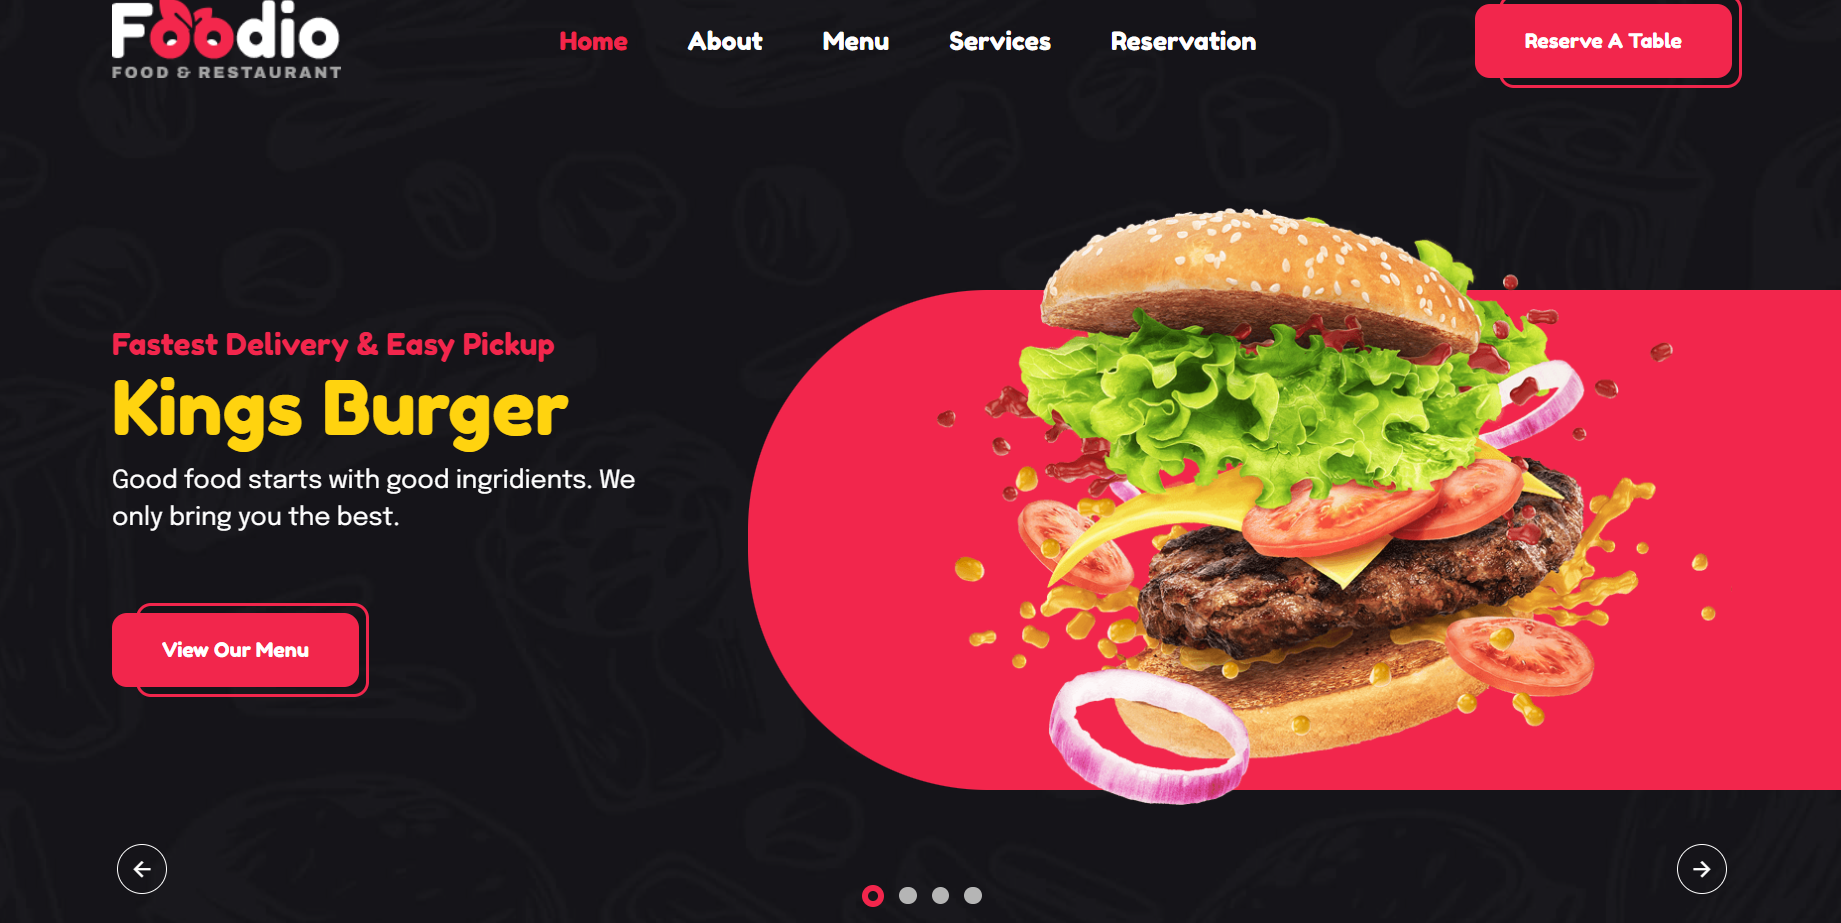 Foodio
FOOD & RESTAURANT
Home
About
Menu
Services
Reservation
Reserve A Table
Fastest Delivery & Easy Pickup
Kings Burger
Good food starts with good ingridients. We
only bring you the best.
View Our Menu